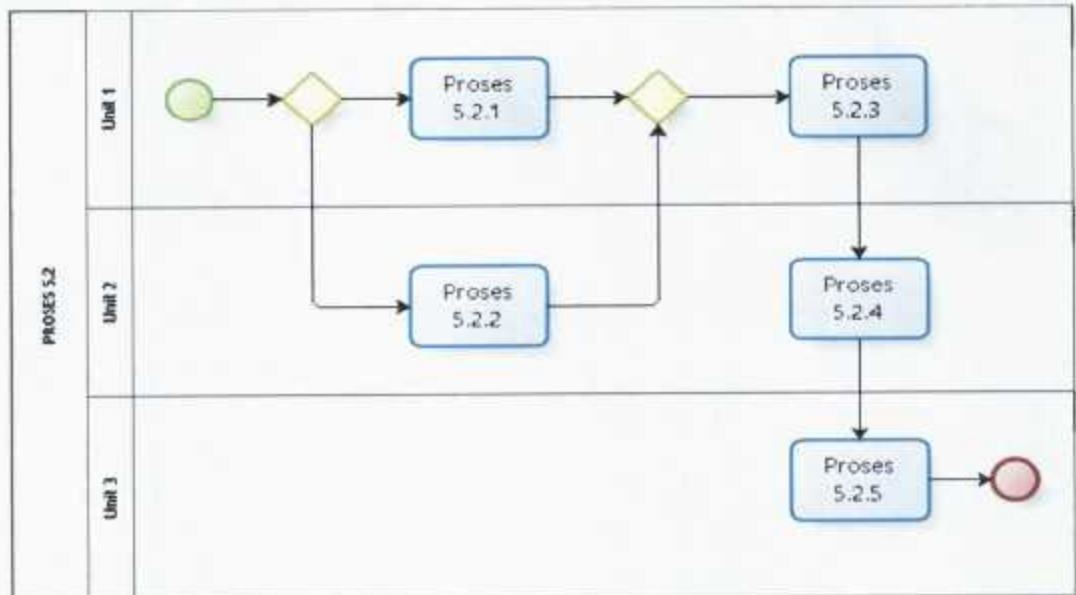 PROSES 5.2
Unit 1
Proses
5.2.1
Proses
5.2.3
Unit 2
Proses
5.2.2
Proses
5.2.4
Unit 3
Proses
5.2.5